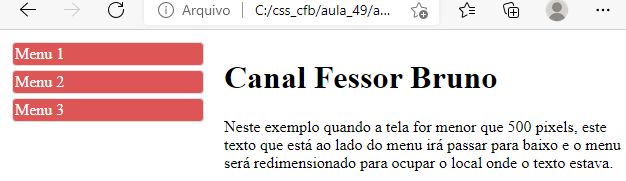 Arquivo | C:/css_cfb/aula_49/a...
Menu 1
Menu 2
Menu 3
Canal Fessor Bruno
Neste exemplo quando a tela for menor que 500 pixels, este
texto que está ao lado do menu irá passar para baixo e o menu
será redimensionado para ocupar o local onde o texto estava.